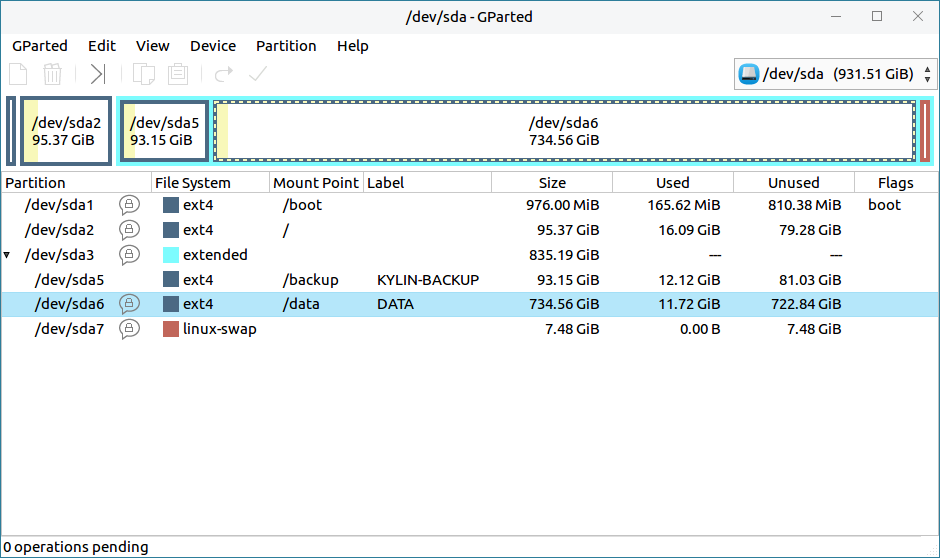 /dev/sda - GParted
GParted Edit View Device Partition Help
/dev/sda (931.51 GiB)
/dev/sda2
95.37 GiB
/dev/sda5
93.15 GiB
/dev/sda6
734.56 GiB
Partition File System Mount Point Label Size Used Unused Flags
/dev/sda1 ext4 /boot 976.00 MiB 165.62 MiB 810.38 MiB boot
/dev/sda2 ext4 / 95.37 GiB 16.09 GiB 79.28 GiB
/dev/sda3 extended 835.19 GiB --- ---
/dev/sda5 ext4 /backup KYLIN-BACKUP 93.15 GiB 12.12 GiB 81.03 GiB
/dev/sda6 ext4 /data DATA 734.56 GiB 11.72 GiB 722.84 GiB
/dev/sda7 linux-swap 7.48 GiB 0.00 B 7.48 GiB
0 operations pending